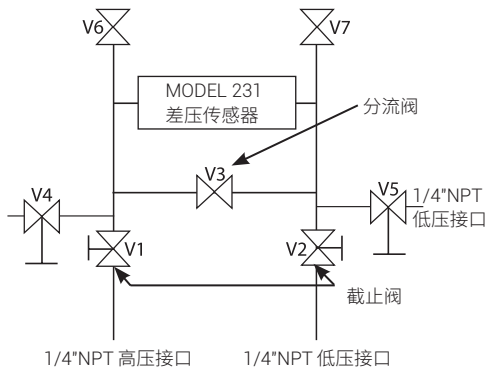 V6
V7
MODEL 231
差压传感器
分流阀
V3
V4
V5
1/4"NPT
低压接口
V1
V2
截止阀
1/4"NPT 高压接口
1/4"NPT 低压接口